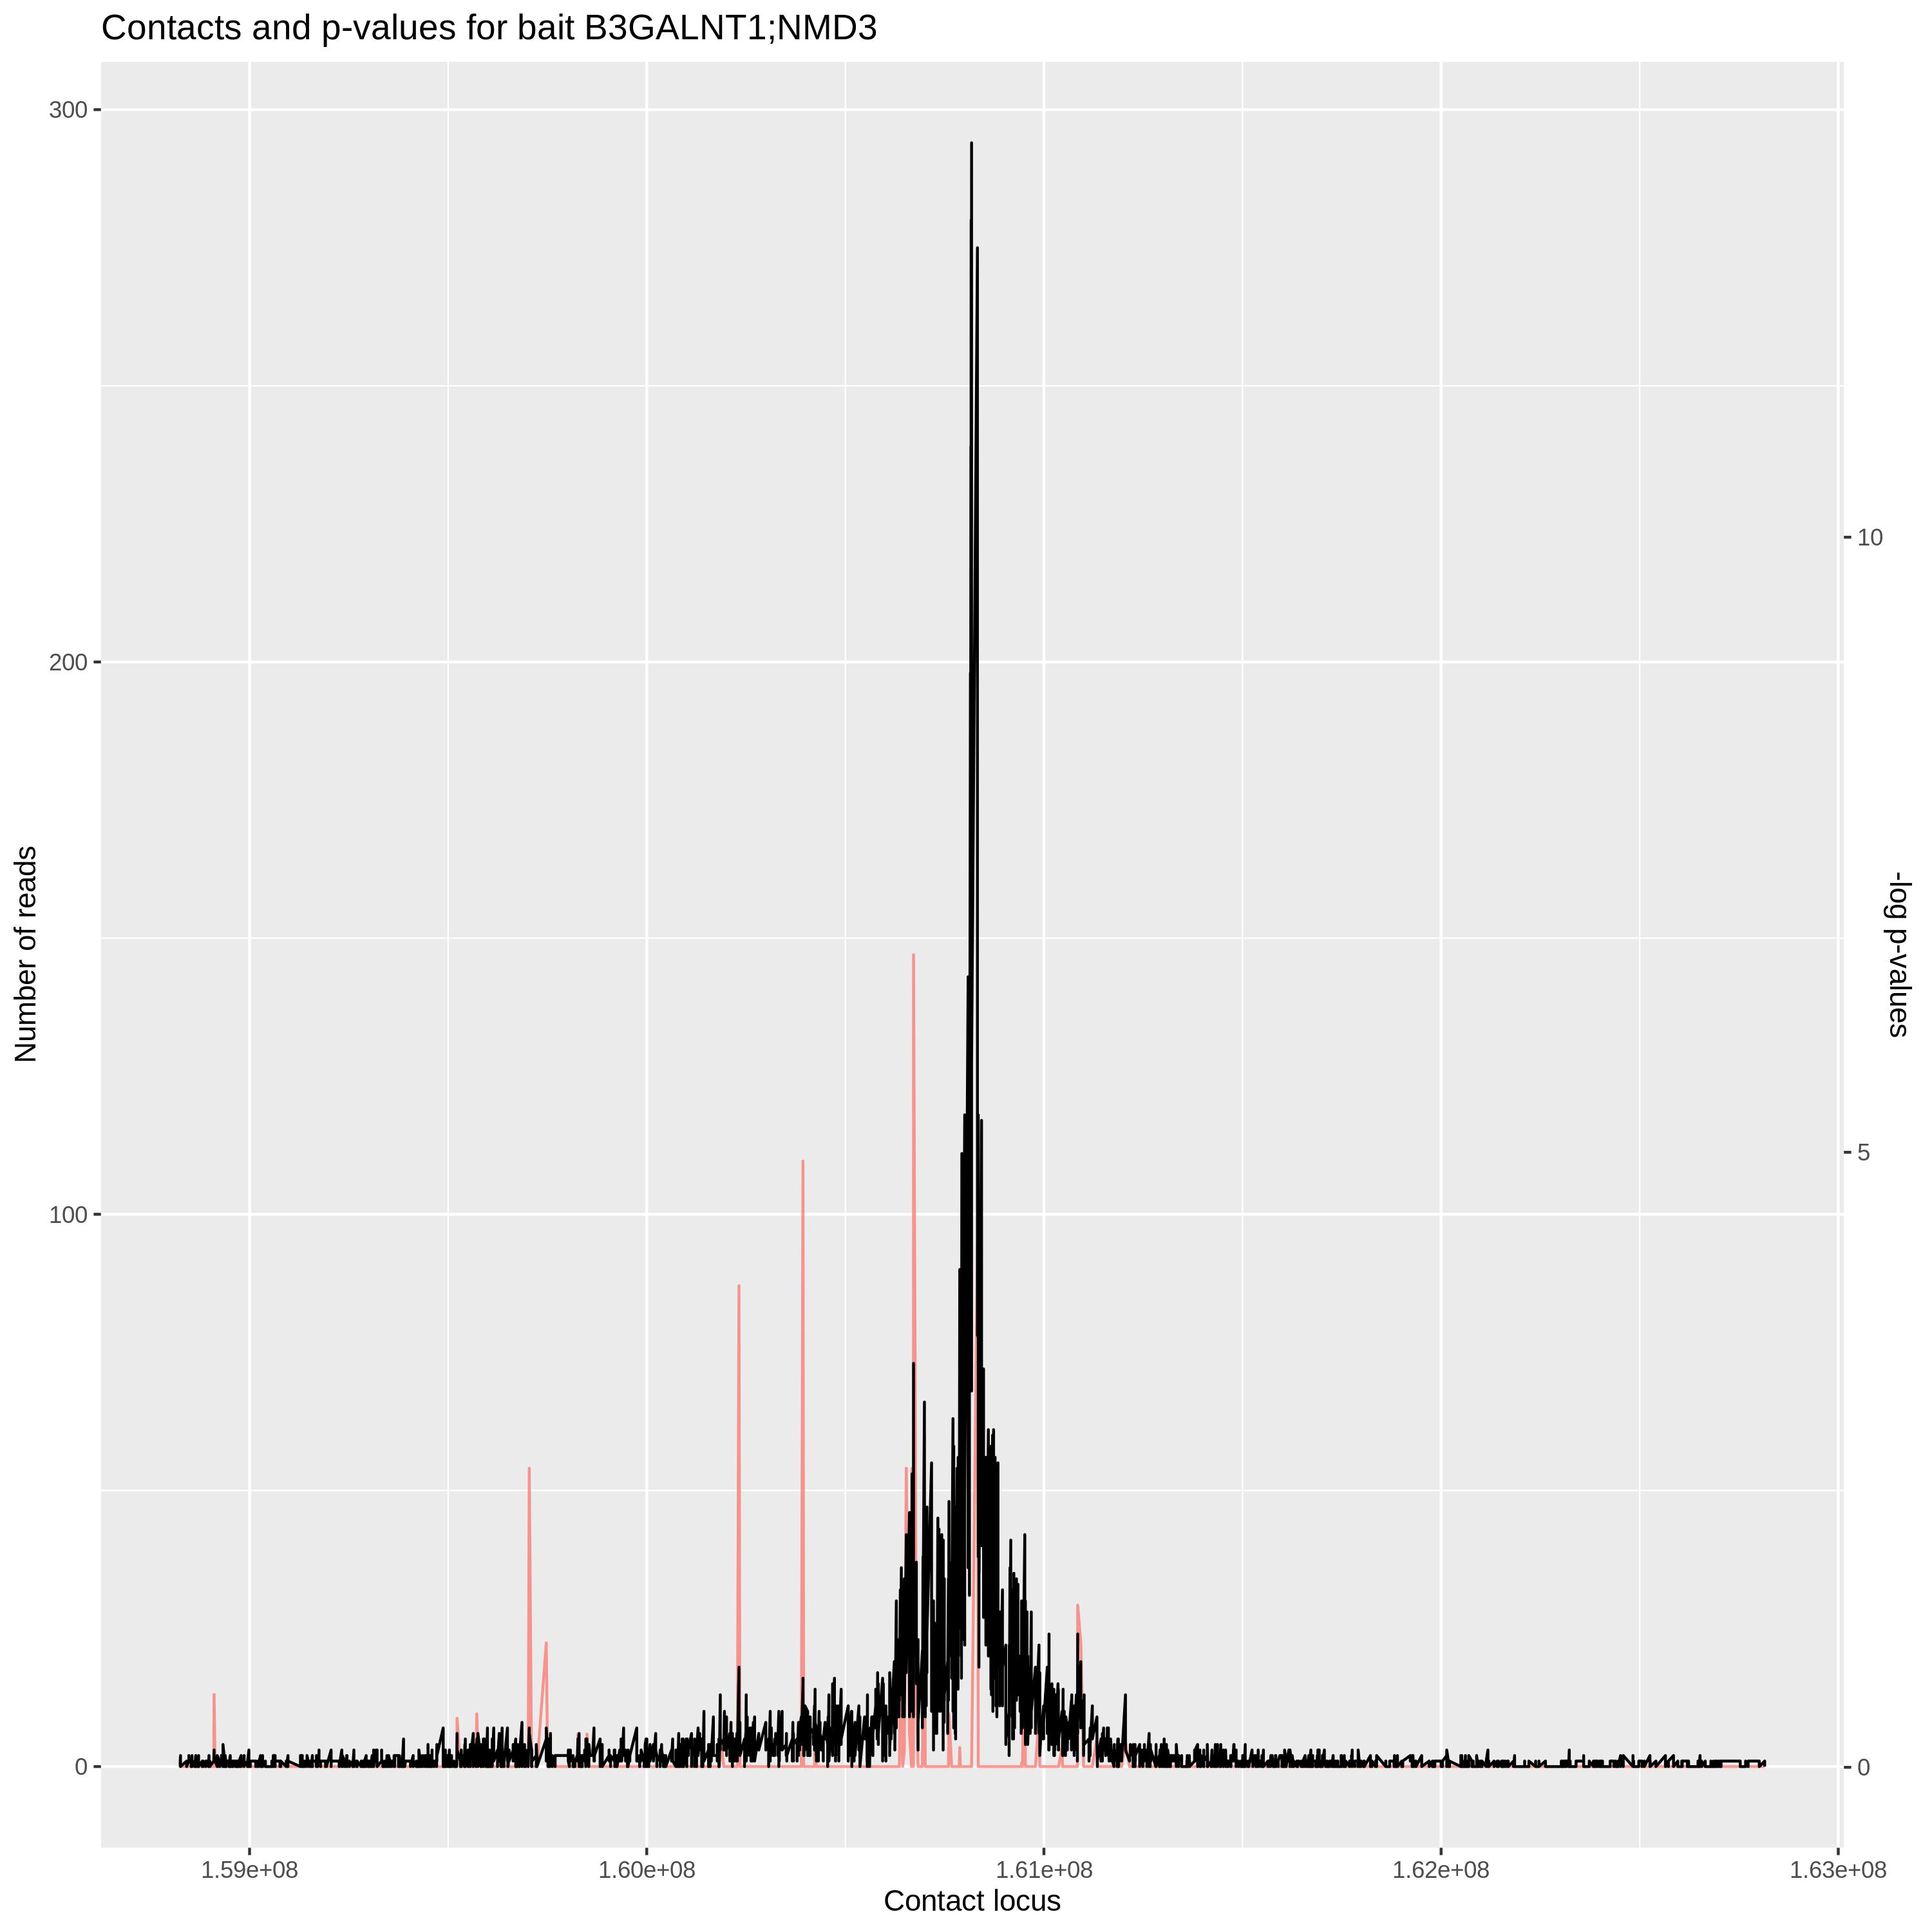 Contacts and p-values for bait B3GALNT1;NMD3
300
200
100
0
Number of reads
10
5
0
-log p-values
1.59e+08
1.60e+08
1.61e+08
1.62e+08
1.63e+08
Contact locus